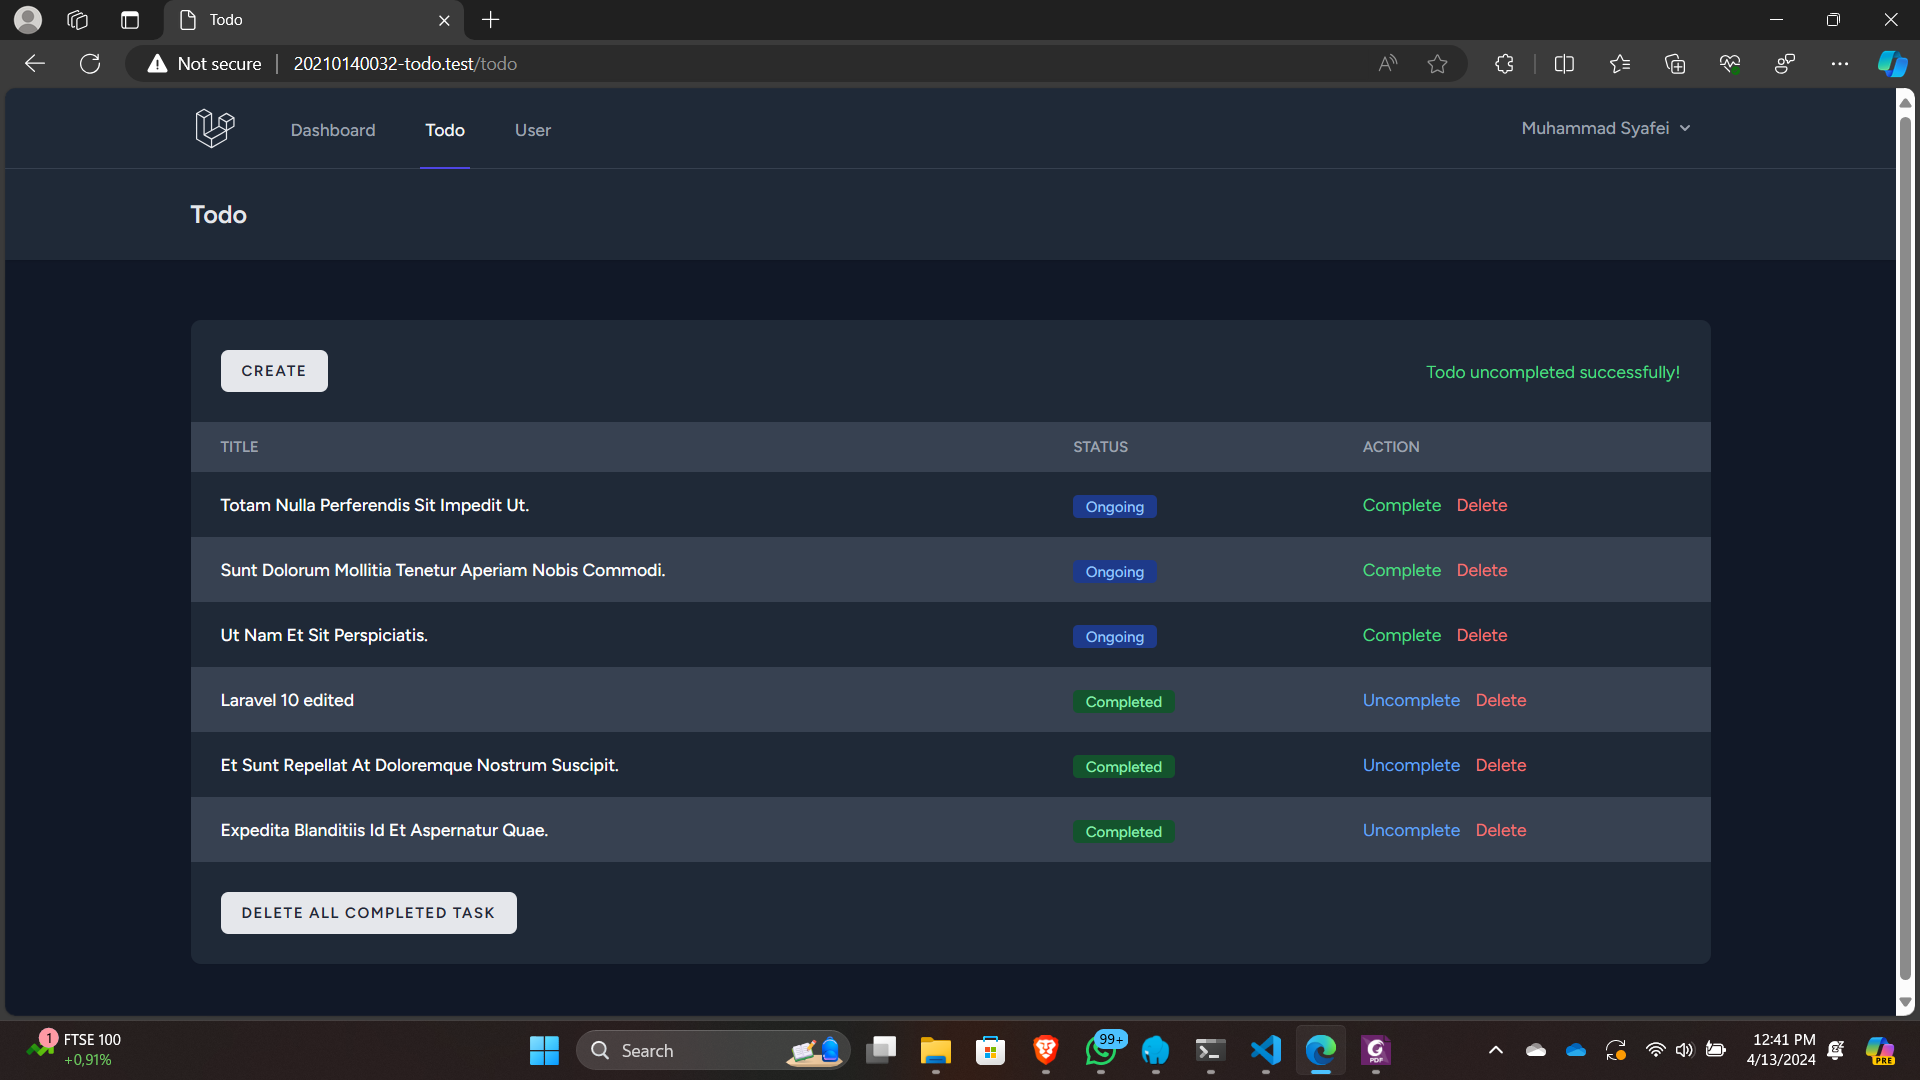 Todo
Not secure | 20210140032-todo.test/todo
Dashboard Todo User Muhammad Syafei
Todo
CREATE Todo uncompleted successfully!
TITLE STATUS ACTION
Totam Nulla Perferendis Sit Impedit Ut. Ongoing Complete Delete
Sunt Dolorum Mollitia Tenetur Aperiam Nobis Commodi. Ongoing Complete Delete
Ut Nam Et Sit Perspiciatis. Ongoing Complete Delete
Laravel 10 edited Completed Uncomplete Delete
Et Sunt Repellat At Doloremque Nostrum Suscipit. Completed Uncomplete Delete
Expedita Blanditiis Id Et Aspernatur Quae. Completed Uncomplete Delete
DELETE ALL COMPLETED TASK
1 FTSE 100
+0,91%
Search
99+
PDF
12:41 PM
4/13/2024
PRE